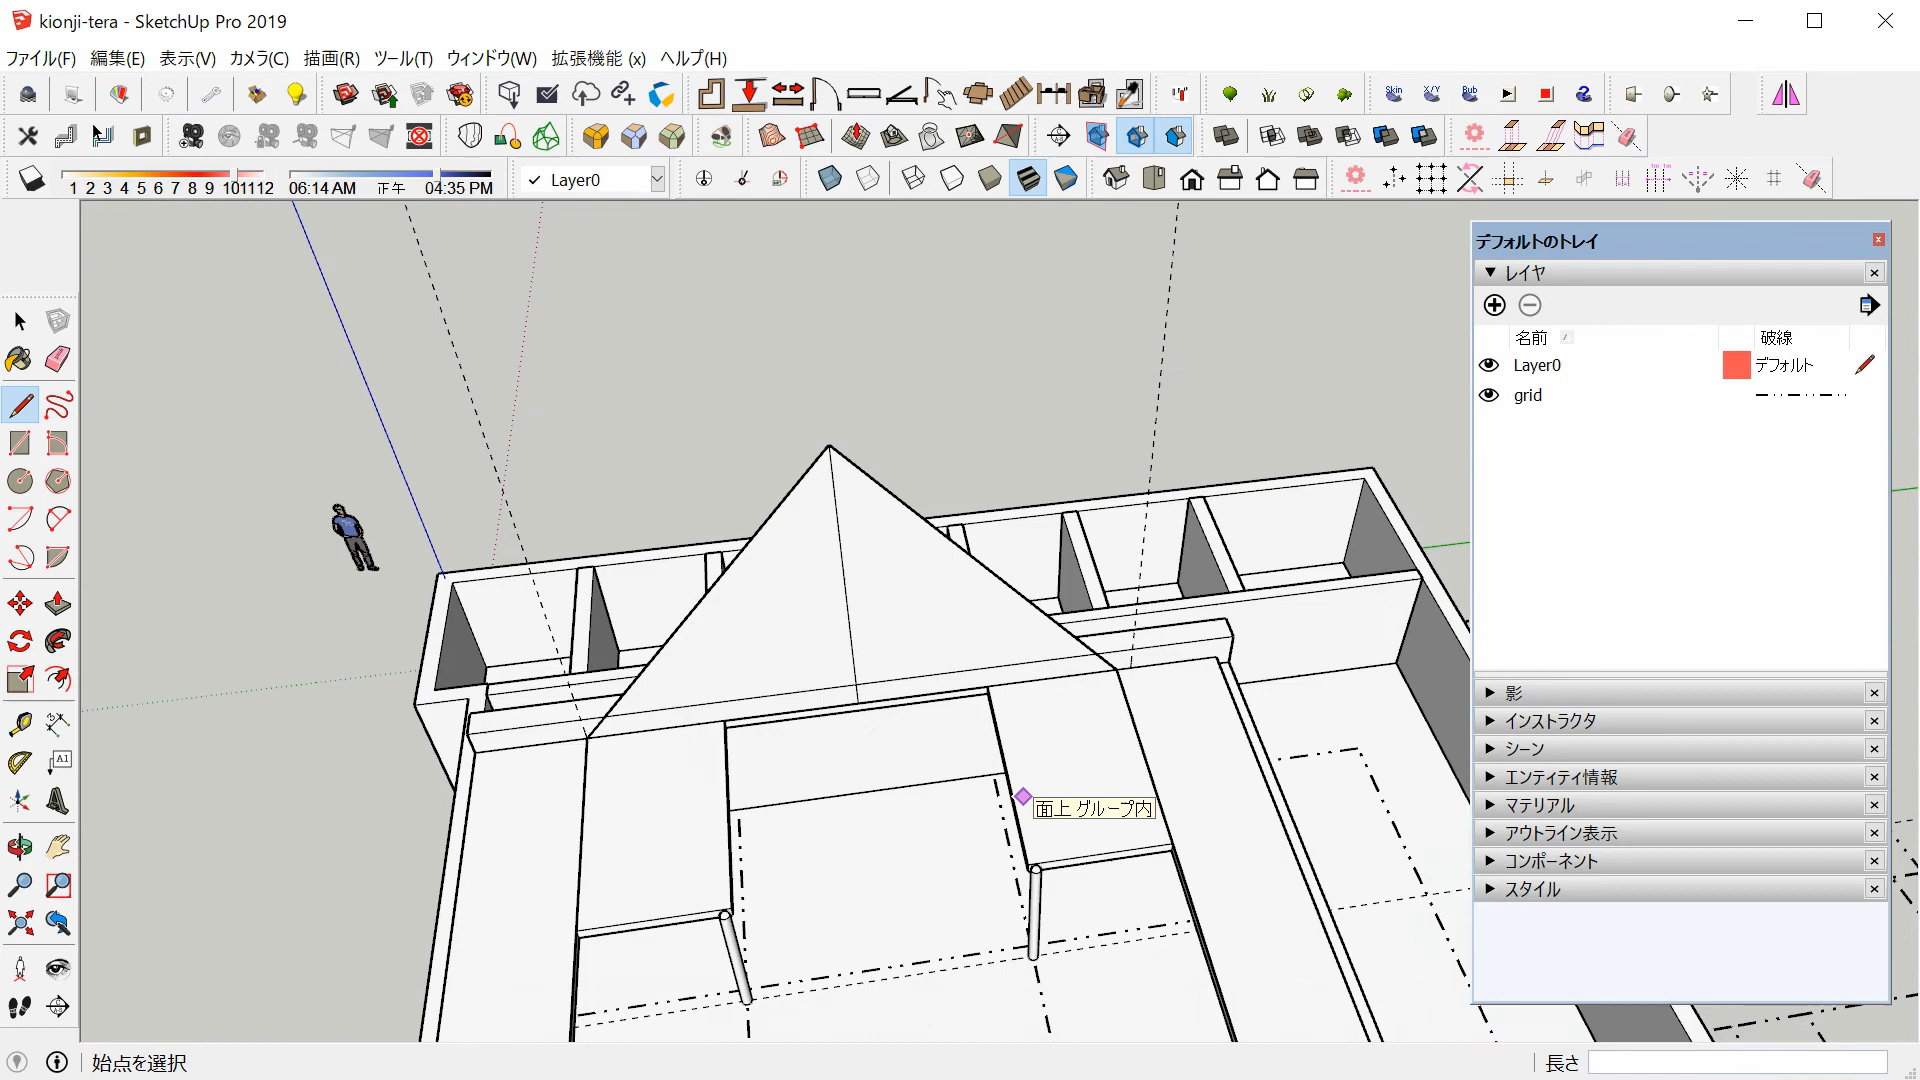 kionji-tera - SketchUp Pro 2019
ファイル(F) 編集(E) 表示(V) カメラ(C) 描画(R) ツール(T) ウィンドウ(W) 拡張機能 (x) ヘルプ(H)
Skin X/Y Bub
1 2 3 4 5 6 7 8 9 101112 06:14 AM 正午 04:35 PM Layer0
デフォルトのトレイ
レイヤ
名前 破線
Layer0 デフォルト
grid
A1
面上 グループ内
影
インストラクタ
シーン
エンティティ情報
マテリアル
アウトライン表示
コンポーネント
スタイル
始点を選択 長さ